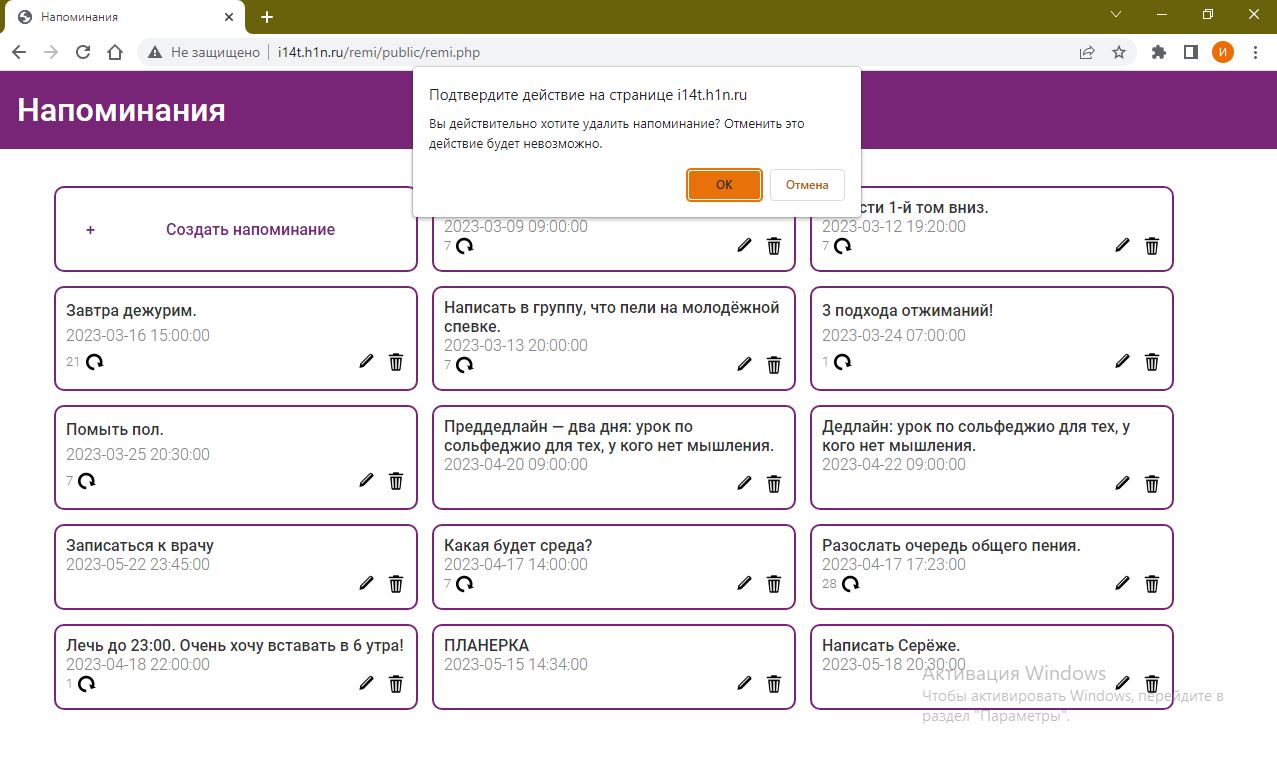 Напоминания
Не защищено
i14t.h1n.ru/remi/public/remi.php
И
Напоминания
Подтвердите действие на странице i14t.h1n.ru
Вы действительно хотите удалить напоминание? Отменить это
действие будет невозможно.
ОК
Отмена
+ Создать напоминание
2023-03-09 09:00:00
7
1-й том вниз.
2023-03-12 19:20:00
7
Завтра дежурим.
2023-03-16 15:00:00
21
Написать в группу, что пели на молодёжной
спевке.
2023-03-13 20:00:00
7
3 подхода отжиманий!
2023-03-24 07:00:00
1
Помыть пол.
2023-03-25 20:30:00
7
Преддедлайн — два дня: урок по
сольфеджио для тех, у кого нет мышления.
2023-04-20 09:00:00
Дедлайн: урок по сольфеджио для тех, у
кого нет мышления.
2023-04-22 09:00:00
Записаться к врачу
2023-05-22 23:45:00
Какая будет среда?
2023-04-17 14:00:00
7
Разослать очередь общего пения.
2023-04-17 17:23:00
28
Лечь до 23:00. Очень хочу вставать в 6 утра!
2023-04-18 22:00:00
1
ПЛАНЕРКА
2023-05-15 14:34:00
Написать Серёже.
2023-05-18 20:30:00
Активация Windows
Чтобы активировать Windows, перейдите в
раздел "Параметры".